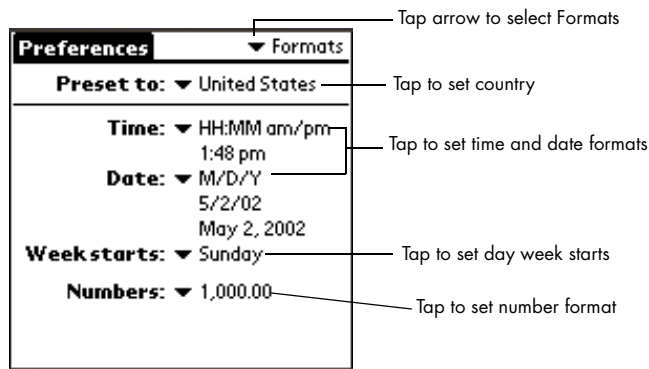 Tap arrow to select Formats
Preferences Formats
Preset to: United States
Tap to set country
Time: HH:MM am/pm
1:48 pm
Tap to set time and date formats
Date: M/D/Y
5/2/02
May 2, 2002
Week starts: Sunday
Tap to set day week starts
Numbers: 1,000.00
Tap to set number format